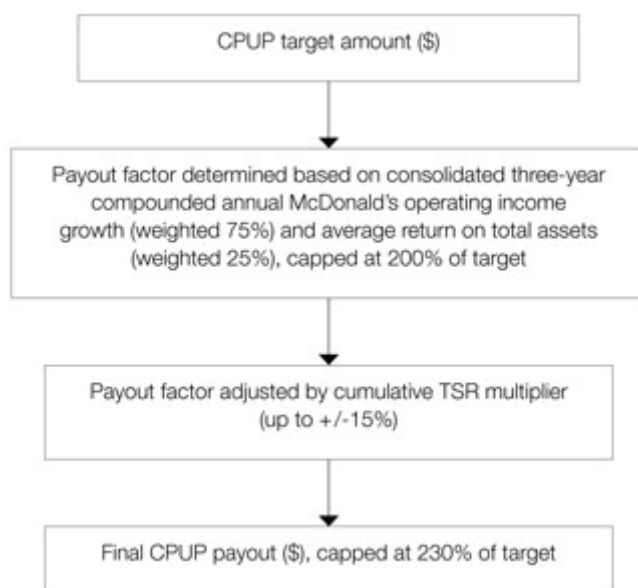 CPUP target amount ($)
Payout factor determined based on consolidated three-year
compounded annual McDonald's operating income
growth (weighted 75%) and average return on total assets
(weighted 25%), capped at 200% of target
Payout factor adjusted by cumulative TSR multiplier
(up to +/-15%)
Final CPUP payout ($), capped at 230% of target